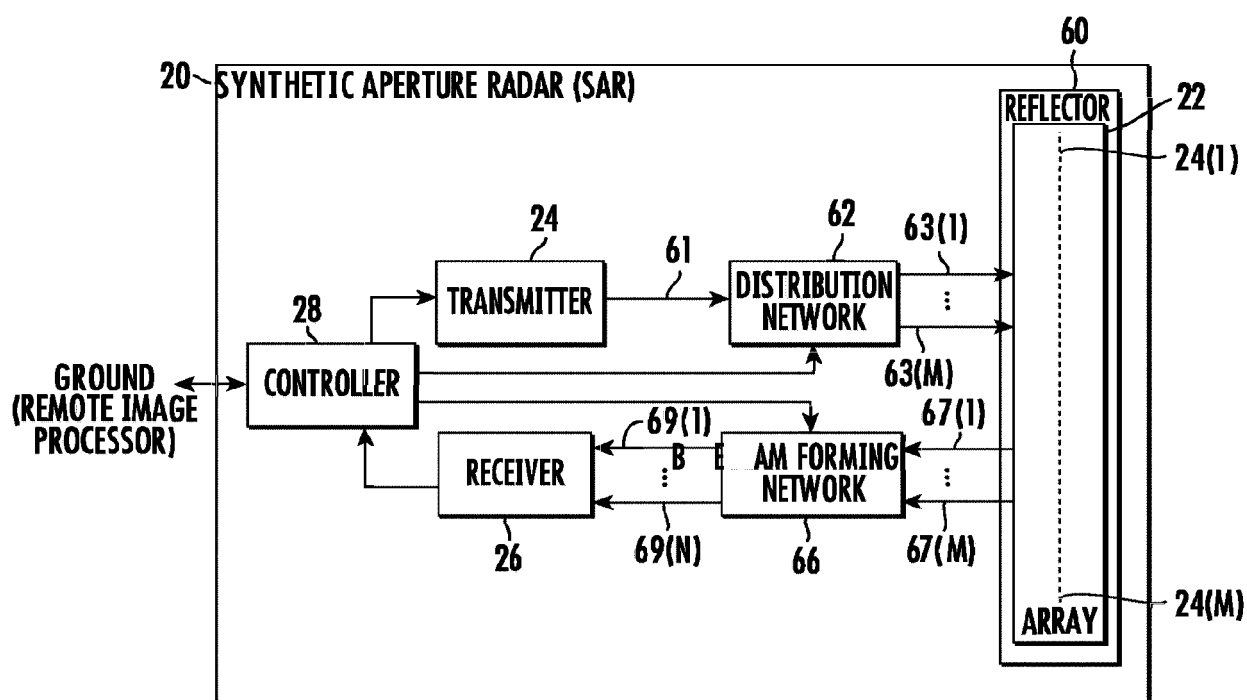 60
20
SYNTHETIC APERTURE RADAR (SAR)
REFLECTOR
22
24(1)
24
62
63(1)
61
TRANSMITTER
DISTRIBUTION
NETWORK
...
63(M)
28
CONTROLLER
GROUND
(REMOTE IMAGE
PROCESSOR)
69(1)
67(1)
RECEIVER
B E AM FORMING
NETWORK
...
...
69(N)
67(M)
26
66
24(M)
ARRAY